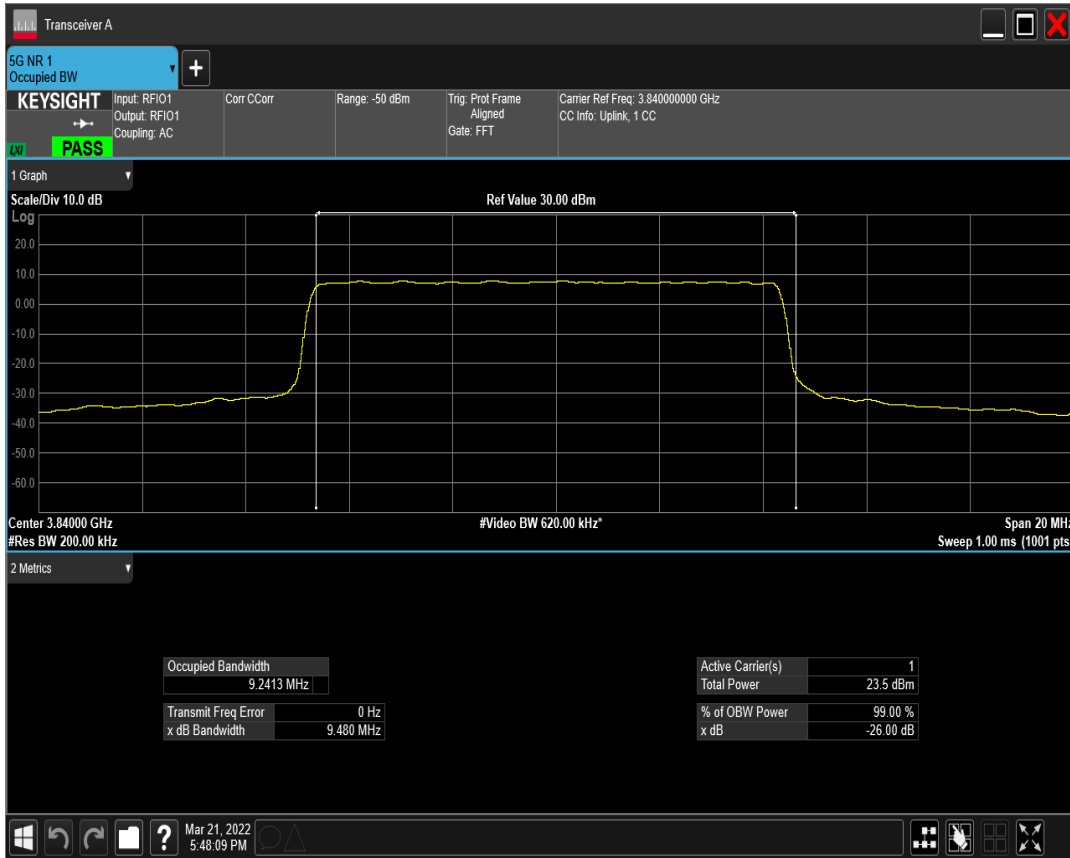 Transceiver A
5G NR 1
Occupied BW
KEYSIGHT
Input: RFIO1
Output: RFIO1
Coupling: AC
Corr CCorr
Range: -50 dBm
Trig: Prot Frame
Aligned
Gate: FFT
Carrier Ref Freq: 3.840000000 GHz
CC Info: Uplink, 1 CC
LXI
PASS
1 Graph
Scale/Div 10.0 dB
Ref Value 30.00 dBm
Log
20.0
10.0
0.00
-10.0
-20.0
-30.0
-40.0
-50.0
-60.0
Center 3.84000 GHz
#Video BW 620.00 kHz*
Span 20 MHz
#Res BW 200.00 kHz
Sweep 1.00 ms (1001 pts
2 Metrics
Occupied Bandwidth
9.2413 MHz
Transmit Freq Error 0 Hz
x dB Bandwidth 9.480 MHz
Active Carrier(s) 1
Total Power 23.5 dBm
% of OBW Power 99.00 %
x dB -26.00 dB
?
Mar 21, 2022
5:48:09 PM